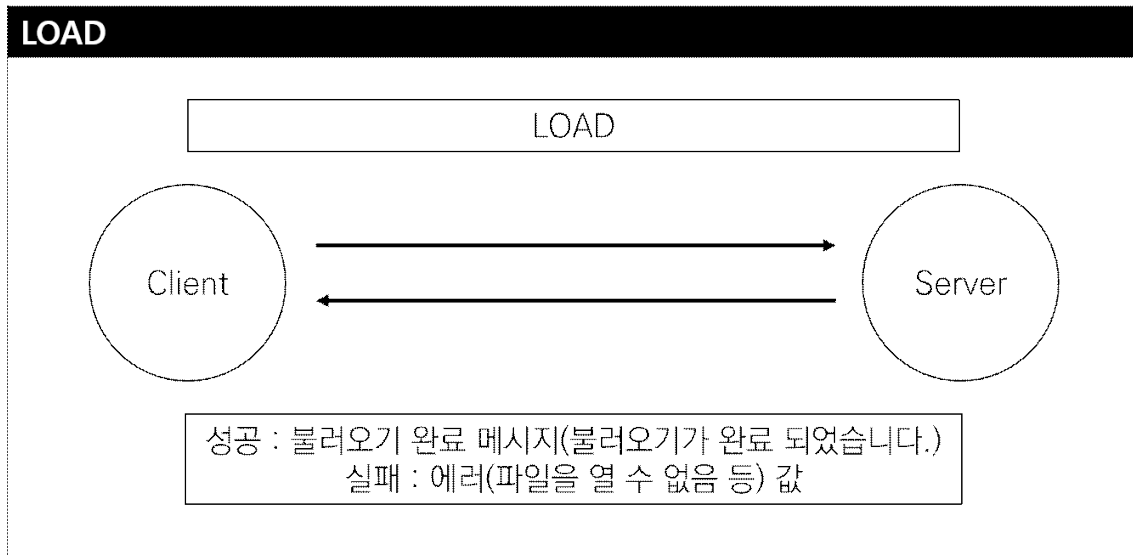 LOAD
LOAD
Client
Server
성공 : 불러오기 완료 메시지(불러오기가 완료 되었습니다.)
실패 : 에러(파일을 열 수 없음 등) 값